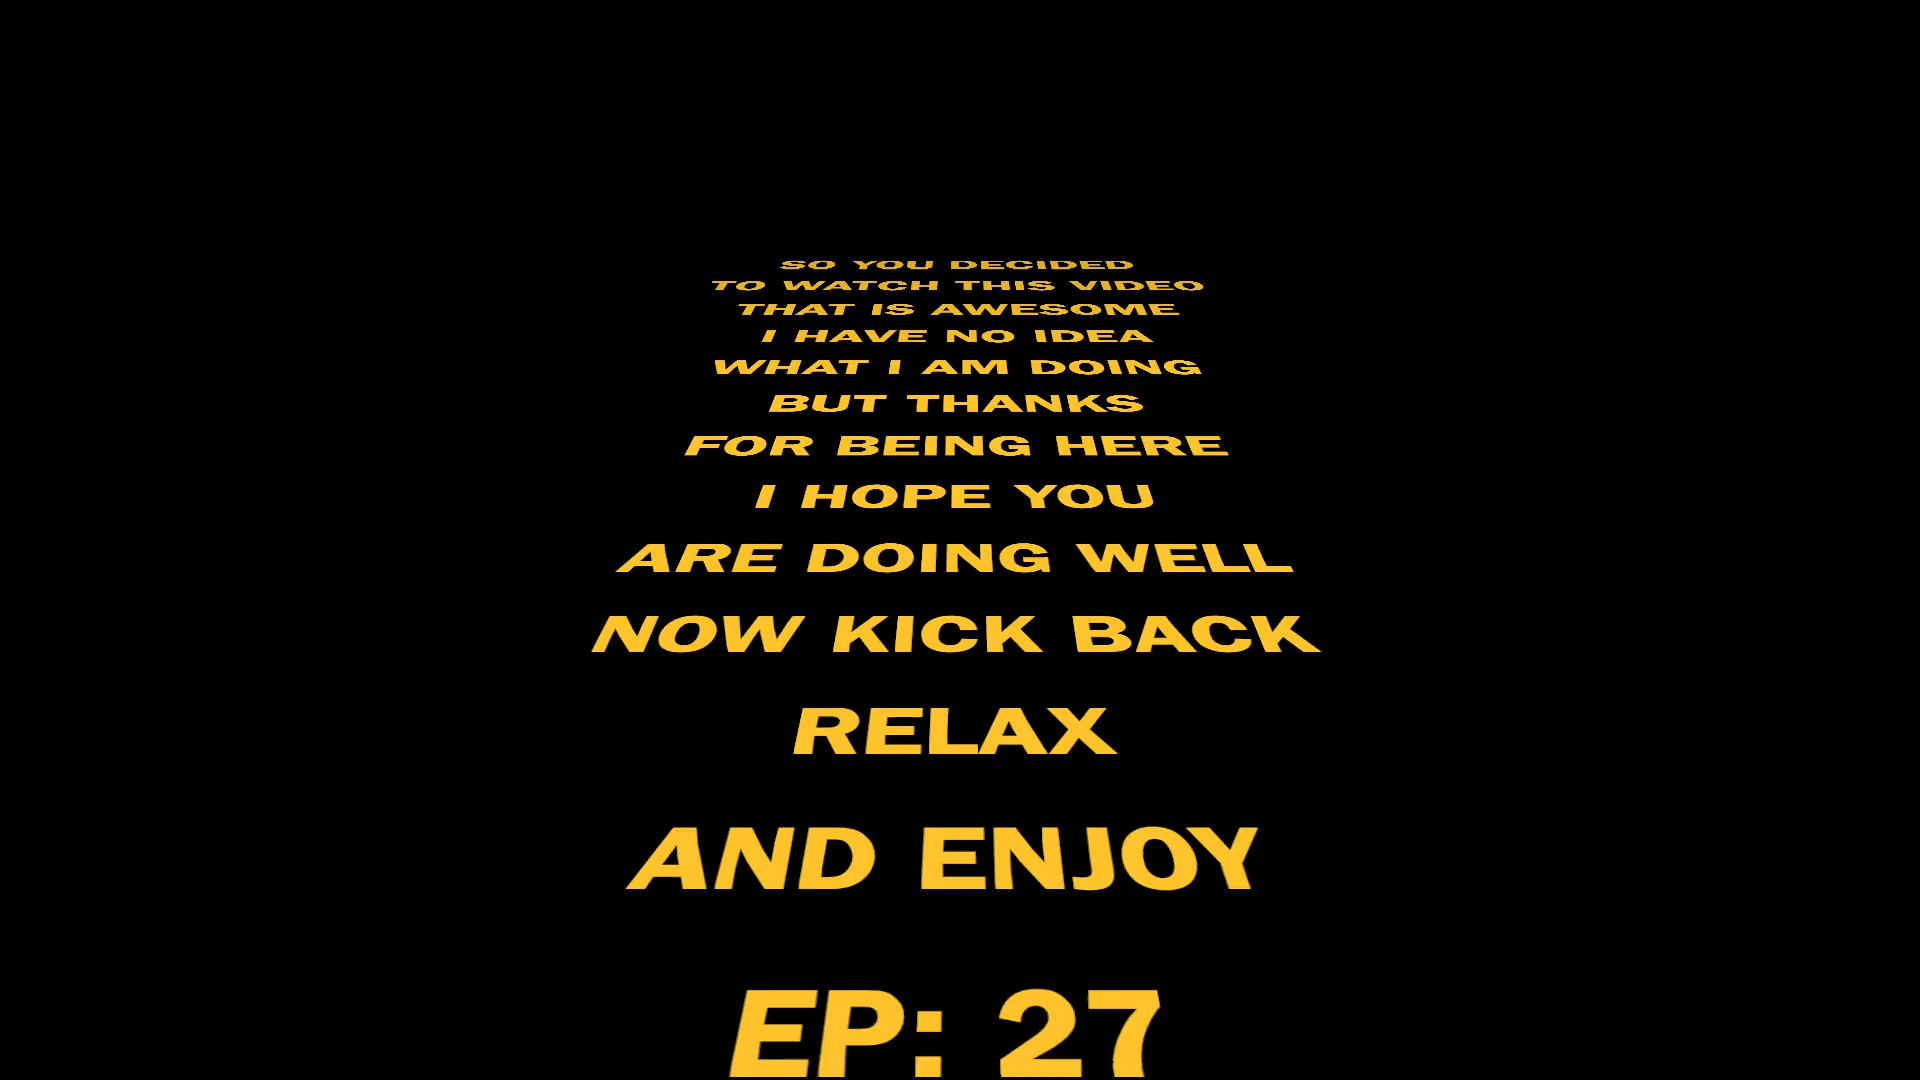 SO YOU DECIDED
TO WATCH THIS VIDEO
THAT IS AWESOME
I HAVE NO IDEA
WHAT I AM DOING
BUT THANKS
FOR BEING HERE
I HOPE YOU
ARE DOING WELL
NOW KICK BACK
RELAX
AND ENJOY
EP: 27